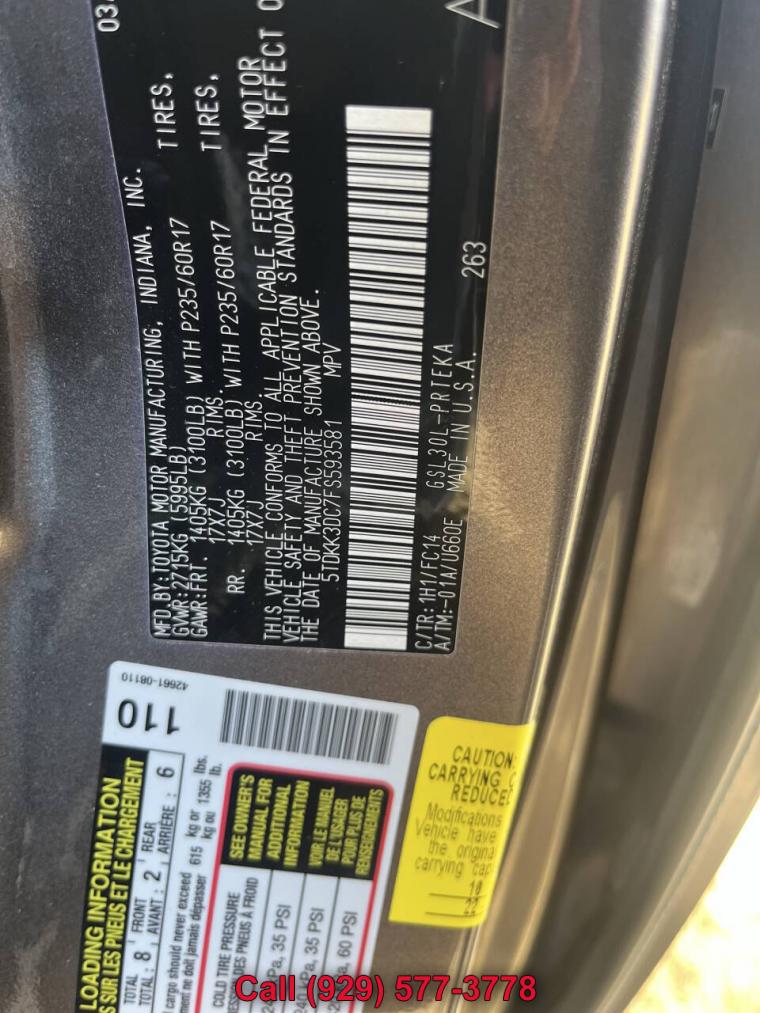 03
MFD.BY:TOYOTA MOTOR MANUFACTURING, INDIANA, INC.
GVWR:2715KG (5995LB)
GAWR:FRT. 1405KG (3100LB) WITH P235/60R17 TIRES,
17X7J RIMS.
RR. 1405KG (3100LB) WITH P235/60R17 TIRES,
17X7J RIMS.
THIS VEHICLE CONFORMS TO ALL APPLICABLE FEDERAL MOTOR
VEHICLE SAFETY AND THEFT PREVENTION STANDARDS IN EFFECT O
THE DATE OF MANUFACTURE SHOWN ABOVE.
5TDKK3DC7FS593581 MPV
C/TR:1H1/FC14 GSL30L-PRTEKA
A/TM:-01A/U660E MADE IN U.S.A. 263
A
42661-08110
110
LOADING INFORMATION
S SUR LES PNEUS ET LE CHARGEMENT
TOTAL 8 FRONT 2 REAR 6
TOTAL: AVANT: ARRIÈRE:
cargo should never exceed 615 kg or 1355 lbs.
ment ne doit jamais dépasser kg ou lb.
COLD TIRE PRESSURE
DES PNEUS À FROID
35 PSI
35 PSI
60 PSI
SEE OWNER'S
MANUAL FOR
ADDITIONAL
INFORMATION
VOIR LE MANUEL
DE L'USAGER
POUR PLUS DE
RENSEIGNEMENTS
CAUTION
CARRYING
REDUCE
Modifications
Vehicle have
the origina
carrying cap
10
22
Call (929) 577-3778